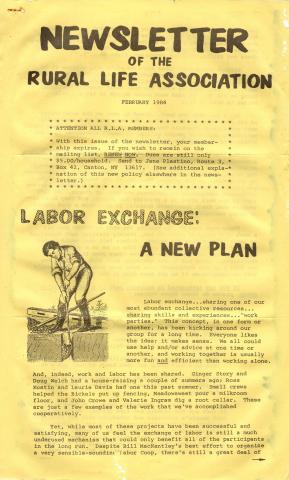 NEWSLETTER
OF THE
RURAL LIFE ASSOCIATION
FEBRUARY 1986
ATTENTION ALL R.L.A. MEMBERS:
With this issue of the newsletter, your member-
ship expires. If you wish to remain on the
mailing list, RENEW NOW. Dues are still only
$5.00/household. Send to Jane Plastino, Route 3,
Box 42, Canton, NY 13617. (See additional expla-
nation of this new policy elsewhere in the news-
letter.)
LABOR EXCHANGE:
A NEW PLAN
Labor exchange...sharing one of our
most abundant collective resources...
sharing skills and experiences..."work
parties." This concept, in one form or
another, has been kicking around our
group for a long time. Everyone likes
the idea; it makes sense. We all could
use help and/or advice at one time or
another, and working together is usually
more fun and efficient than working alone.
And, indeed, work and labor has been shared. Ginger Story and
Doug Welch had a house-raising a couple of summers ago; Ross
Kostin and Lauria Davis had one this past summer. Small crews
helped the Bickels put up fencing, Meadowsweet pour a milkroom
floor, and John Crowe and Valerie Ingram dig a root cellar. These
are just a few examples of the work that we've accomplished
cooperatively.
Yet, while most of these projects have been successful and
satisfying, many of us feel the exchange of labor is still a much
underused mechanism that could only benefit all of the participants
in the long run. Despite Bill MacKentley's best effort to organize
a very sensible-sounding Labor Coop, there's still a great deal of